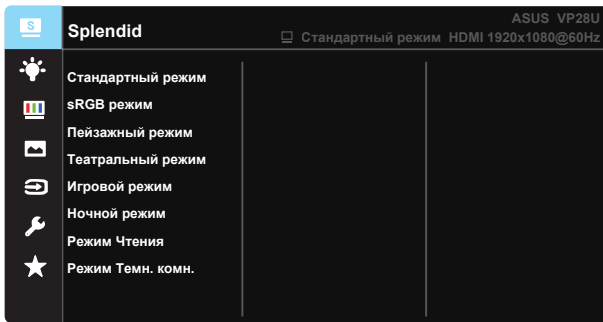 S
Splendid
ASUS VP28U
Стандартный режим HDMI 1920x1080@60Hz
Стандартный режим
sRGB режим
Пейзажный режим
Театральный режим
Игровой режим
Ночной режим
Режим Чтения
Режим Темн. комн.